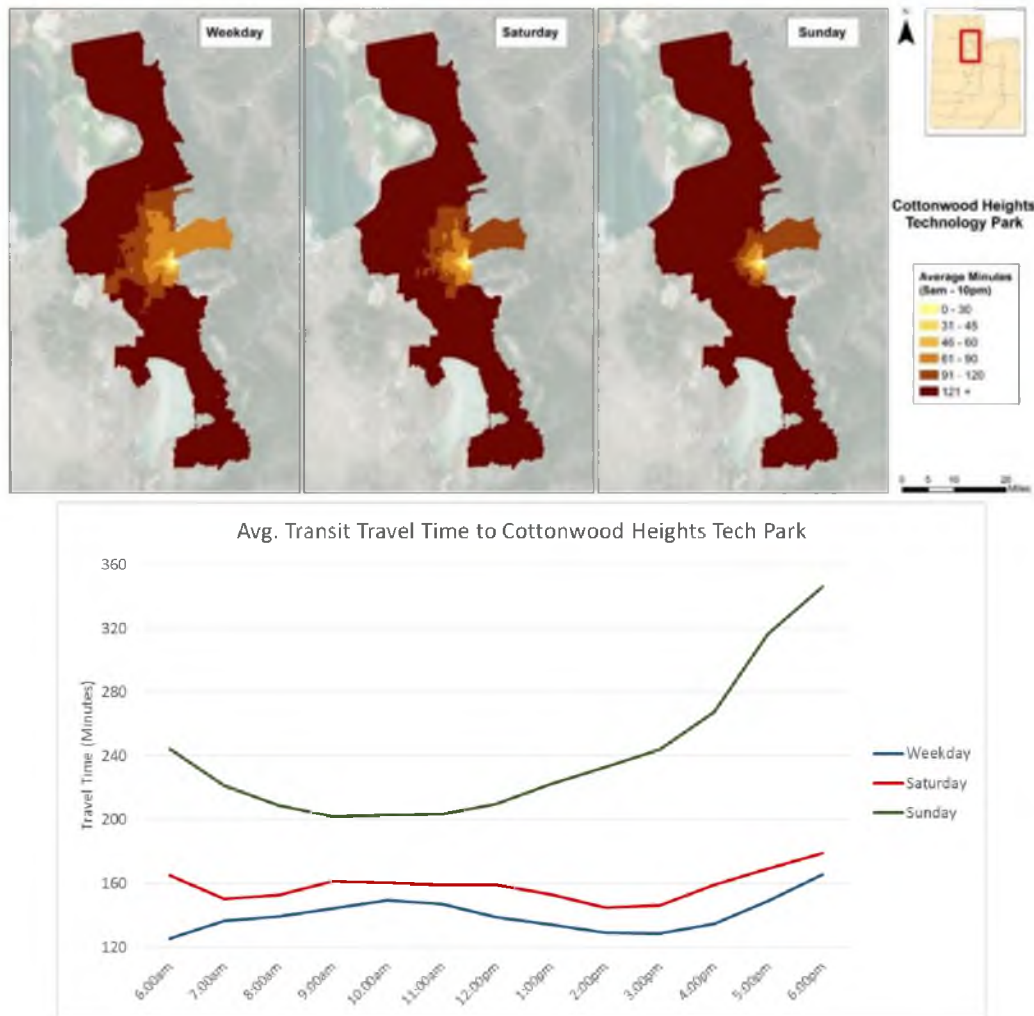 Weekday
Saturday
Sunday
N
Cottonwood Heights
Technology Park
Average Minutes
(5am - 10pm)
0 - 30
31 - 45
46 - 60
61 - 90
91 - 120
121 +
0 5 10 20
Miles
Avg. Transit Travel Time to Cottonwood Heights Tech Park
Travel Time (Minutes)
360
320
280
240
200
160
120
6:00am
7:00am
8:00am
9:00am
10:00am
11:00am
12:00pm
1:00pm
2:00pm
3:00pm
4:00pm
5:00pm
6:00pm
Weekday
Saturday
Sunday